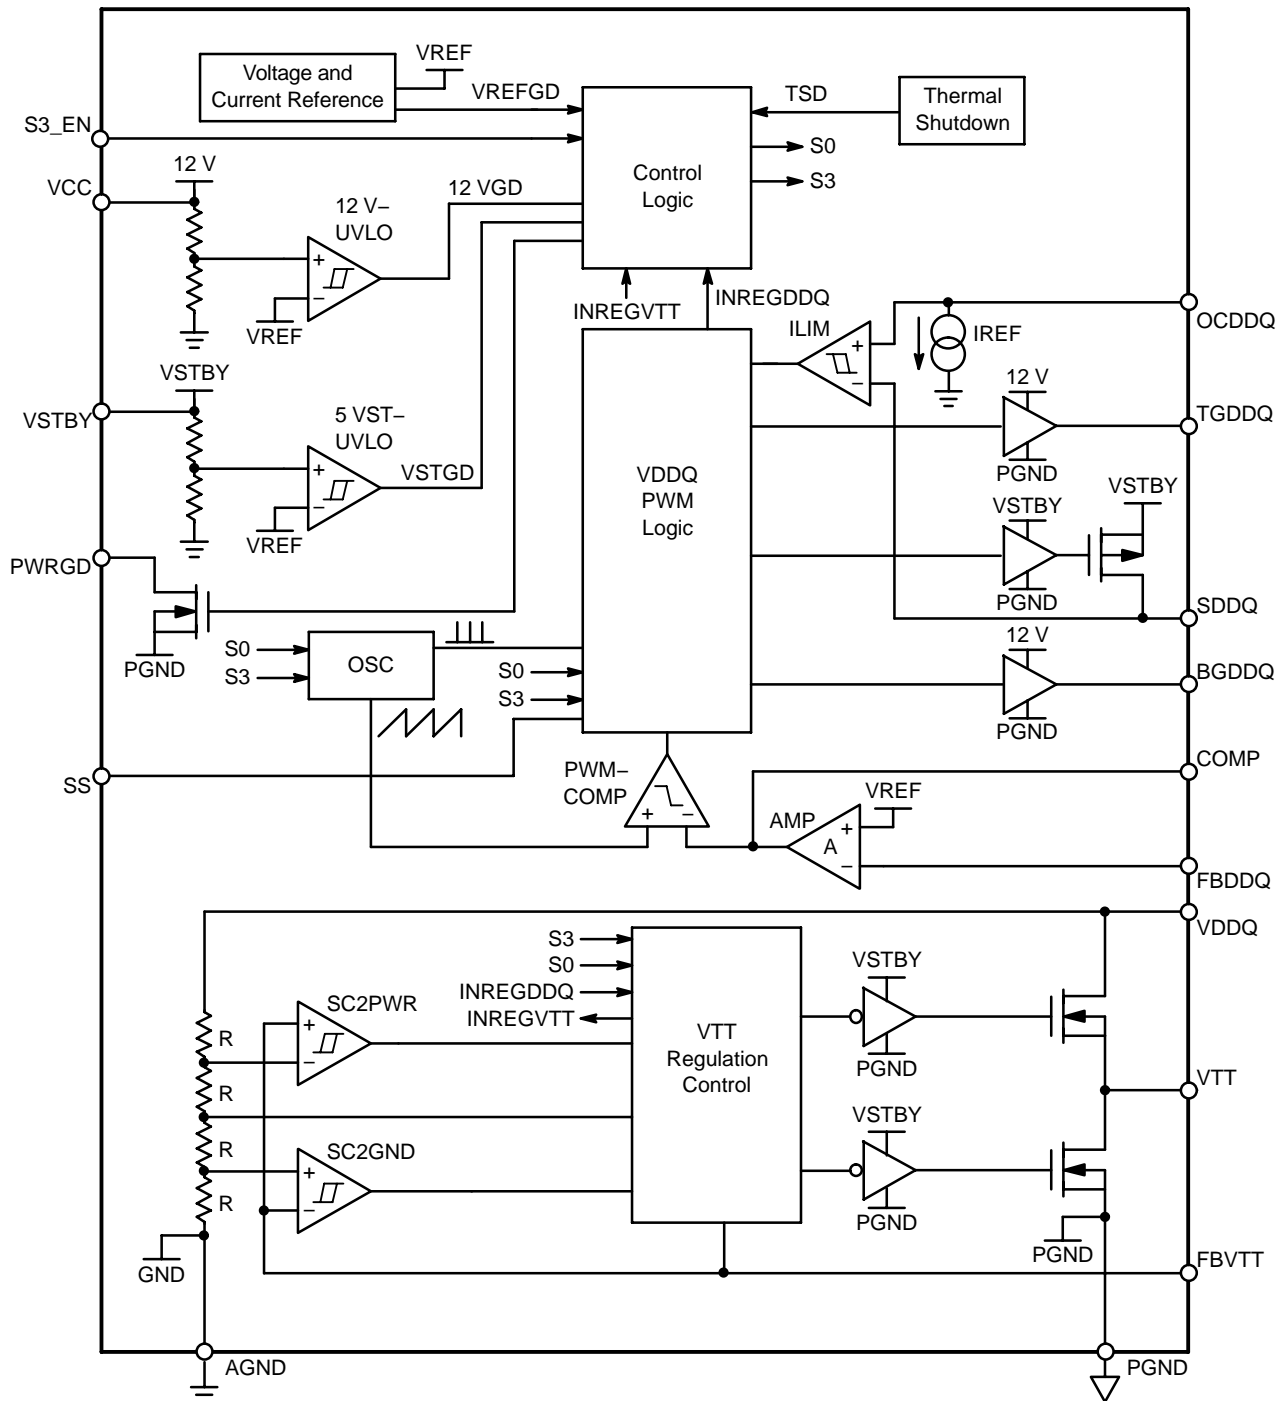 VREF
Voltage and
Current Reference
VREFGD
TSD
Thermal
Shutdown
S3_EN
S0
S3
Control
Logic
12 V
VCC
12 VGD
12 V–
UVLO
+
–
VREF
INREGVTT
INREGDDQ
ILIM
+
–
IREF
OCDDQ
VSTBY
VSTBY
5 VST–
UVLO
+
–
VSTGD
VREF
VDDQ
PWM
Logic
12 V
TGDDQ
PGND
VSTBY
VSTBY
PGND
SDDQ
PWRGD
PGND
S0
S3
OSC
S0
S3
12 V
BGDDQ
PGND
SS
PWM–
COMP
+
–
COMP
VREF
AMP
+
A
–
FBDDQ
VDDQ
S3
S0
INREGDDQ
INREGVTT
VSTBY
SC2PWR
+
–
R
R
R
R
VTT
Regulation
Control
PGND
VTT
VSTBY
SC2GND
+
–
PGND
PGND
GND
FBVTT
AGND
PGND